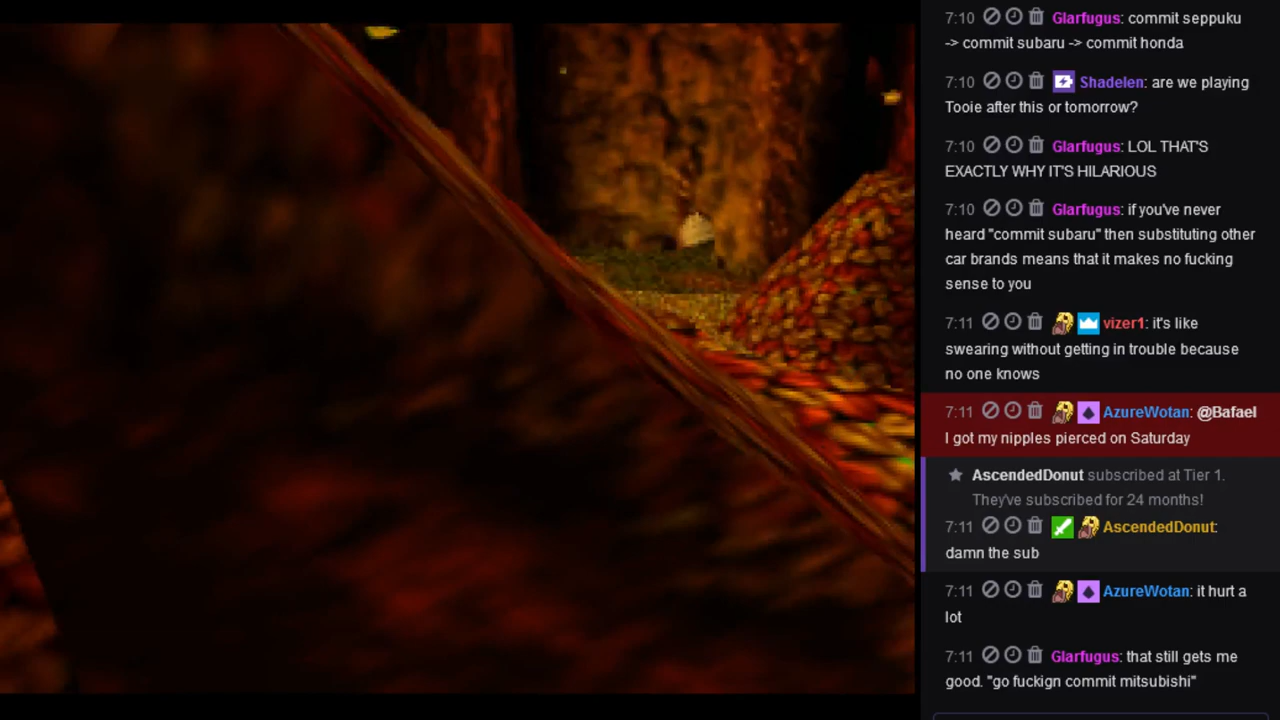 7:10 Glarfugus: commit seppuku
-> commit subaru -> commit honda
7:10 Shadelen: are we playing
Tooie after this or tomorrow?
7:10 Glarfugus: LOL THAT'S
EXACTLY WHY IT'S HILARIOUS
7:10 Glarfugus: if you've never
heard "commit subaru" then substituting other
car brands means that it makes no fucking
sense to you
7:11 vizer1: it's like
swearing without getting in trouble because
no one knows
7:11 AzureWotan: @Bafael
I got my nipples pierced on Saturday
AscendedDonut subscribed at Tier 1.
They've subscribed for 24 months!
7:11 AscendedDonut:
damn the sub
7:11 AzureWotan: it hurt a
lot
7:11 Glarfugus: that still gets me
good. "go fuckign commit mitsubishi"